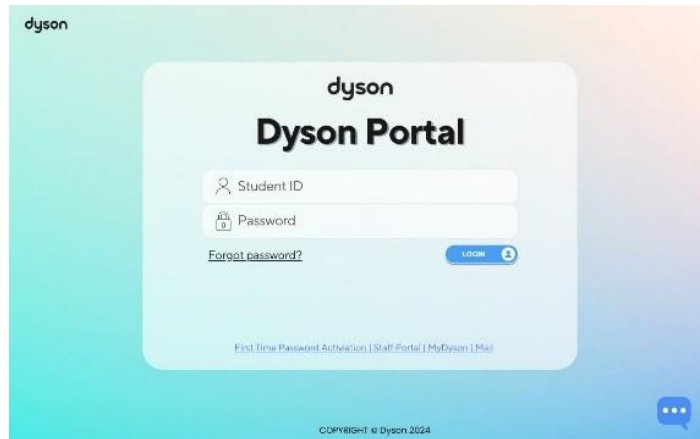 dyson
dyson
Dyson Portal
Student ID
Password
Forgot password?
LOGIN
First Time Password Activiation | Staff Portal | MyDyson | Mail
COPYRIGHT © Dyson 2024